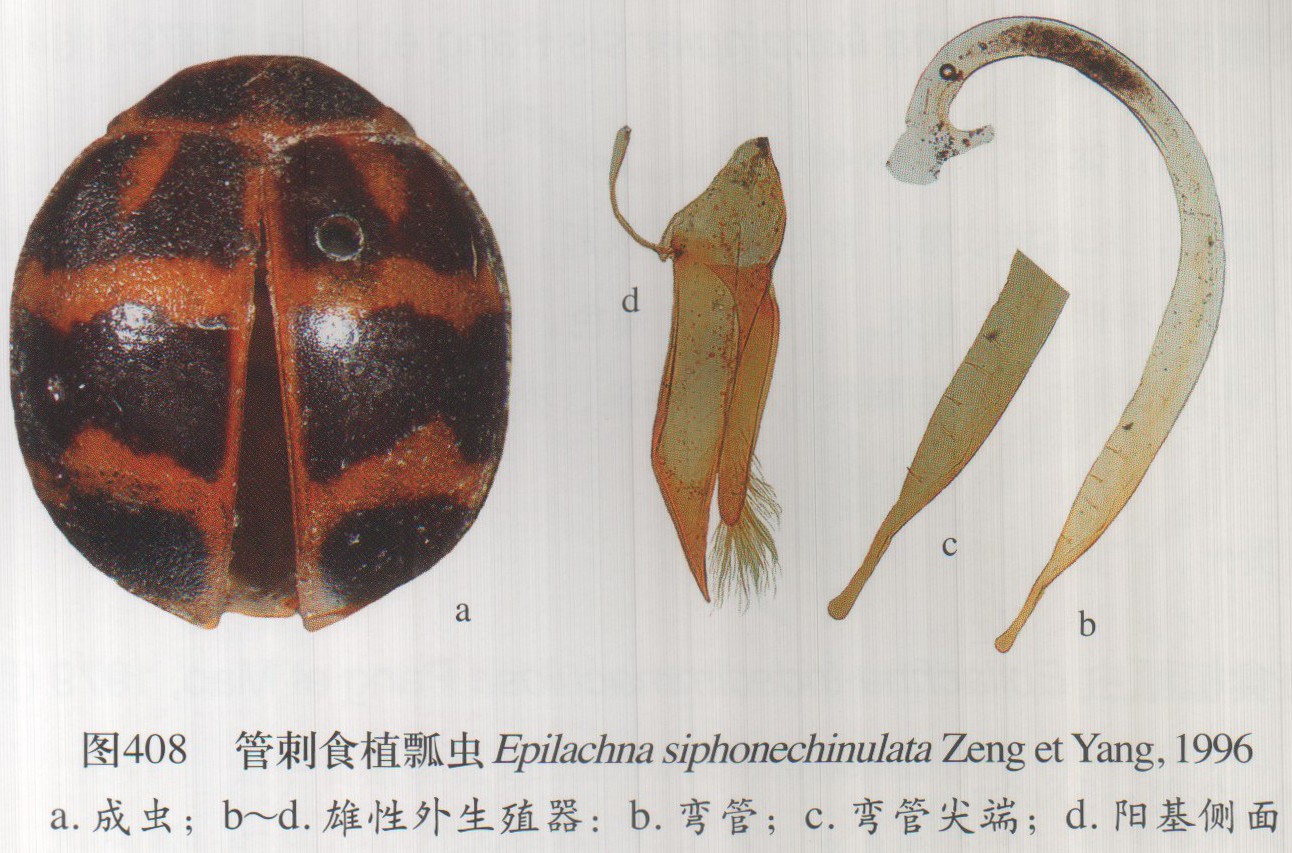 d
a
c
b
图408 管刺食植瓢虫 Epilachna siphonechinulata Zeng et Yang, 1996
a. 成虫；b~d. 雄性外生殖器：b. 弯管；c. 弯管尖端；d. 阳基侧面